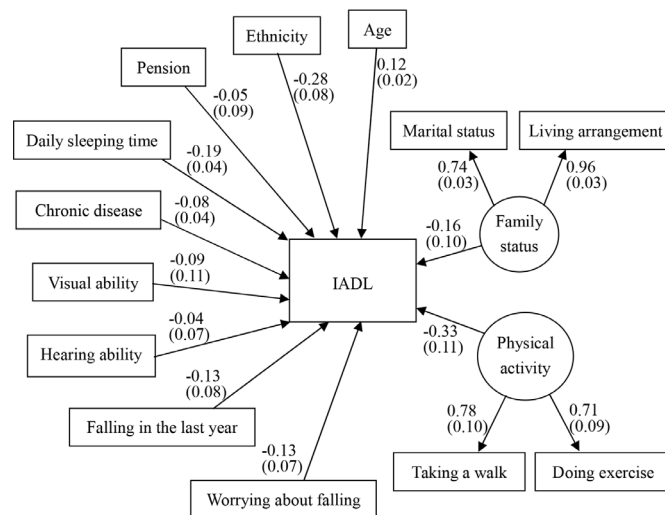 Age
Ethnicity
0.12
(0.02)
Pension
-0.28
(0.08)
-0.05
(0.09)
Marital status
Living arrangement
Daily sleeping time
-0.19
(0.04)
0.74
(0.03)
0.96
(0.03)
Chronic disease
-0.08
(0.04)
-0.16
(0.10)
Family
status
Visual ability
-0.09
(0.11)
IADL
Hearing ability
-0.04
(0.07)
-0.33
(0.11)
Physical
activity
-0.13
(0.08)
Falling in the last year
0.78
(0.10)
0.71
(0.09)
-0.13
(0.07)
Taking a walk
Doing exercise
Worrying about falling